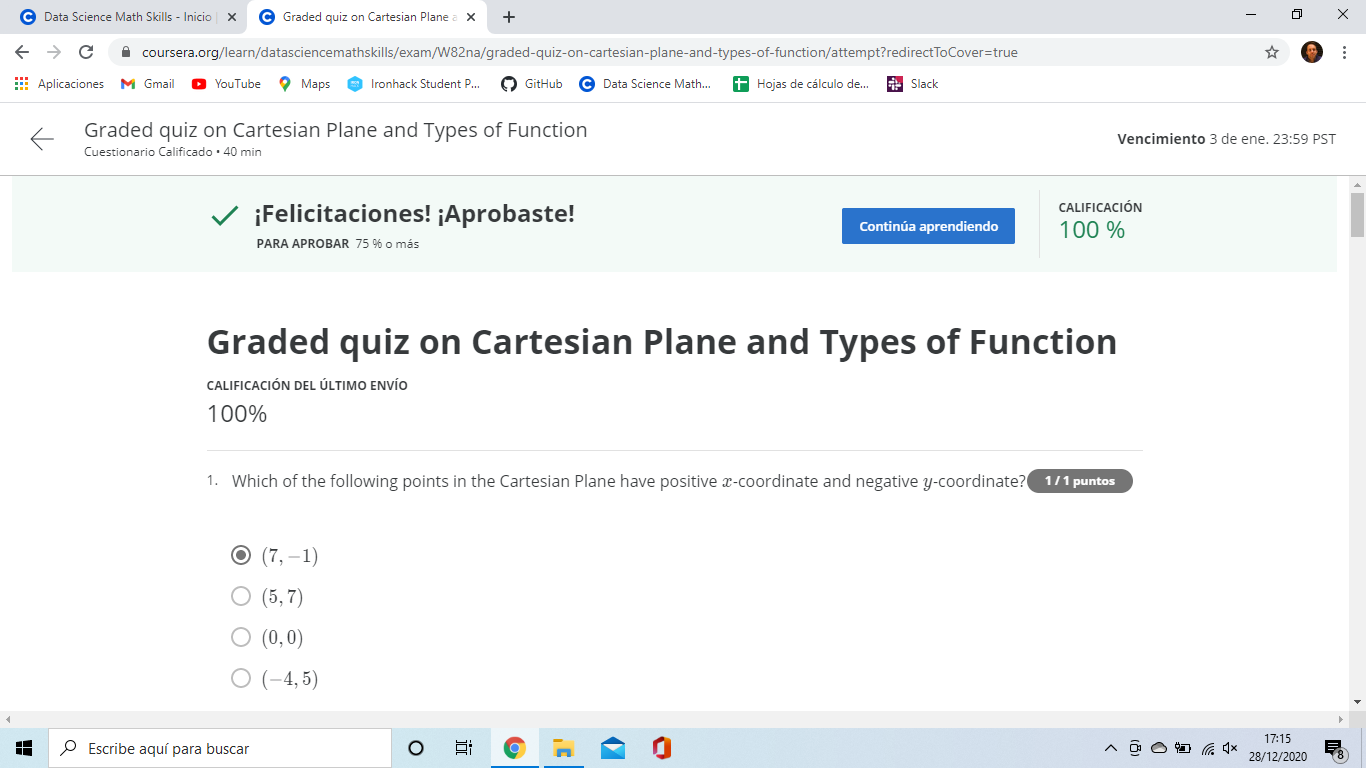 Data Science Math Skills - Inicio
Graded quiz on Cartesian Plane a
coursera.org/learn/datasciencemathskills/exam/W82na/graded-quiz-on-cartesian-plane-and-types-of-function/attempt?redirectToCover=true
Aplicaciones Gmail YouTube Maps Ironhack Student P... GitHub Data Science Math... Hojas de cálculo de... Slack
Graded quiz on Cartesian Plane and Types of Function
Cuestionario Calificado • 40 min
Vencimiento 3 de ene. 23:59 PST
¡Felicitaciones! ¡Aprobaste!
PARA APROBAR 75 % o más
Continúa aprendiendo
CALIFICACIÓN
100 %
Graded quiz on Cartesian Plane and Types of Function
CALIFICACIÓN DEL ÚLTIMO ENVÍO
100%
1. Which of the following points in the Cartesian Plane have positive x-coordinate and negative y-coordinate? 1 / 1 puntos
(7, −1)
(5, 7)
(0, 0)
(−4, 5)
Escribe aquí para buscar
17:15
28/12/2020
8